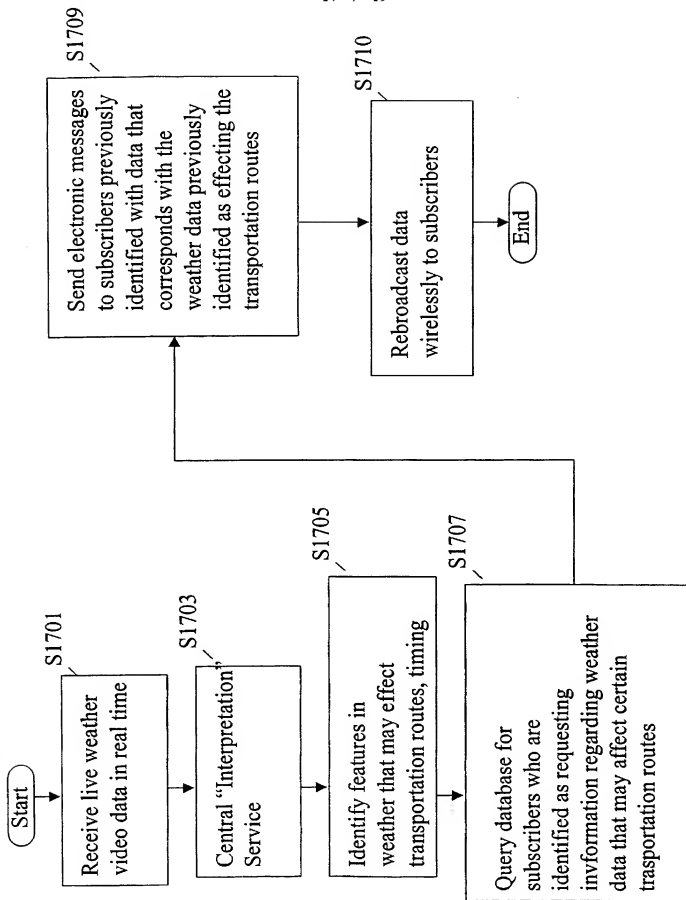 Start
S1701
Receive live weather
video data in real time
S1703
Central "Interpretation"
Service
S1705
Identify features in
weather that may effect
transportation routes, timing
S1707
Query database for
subscribers who are
identified as requesting
invformation regarding weather
data that may affect certain
trasportation routes
S1709
Send electronic messages
to subscribers previously
identified with data that
corresponds with the
weather data previously
identified as effecting the
transportation routes
S1710
Rebroadcast data
wirelessly to subscribers
End